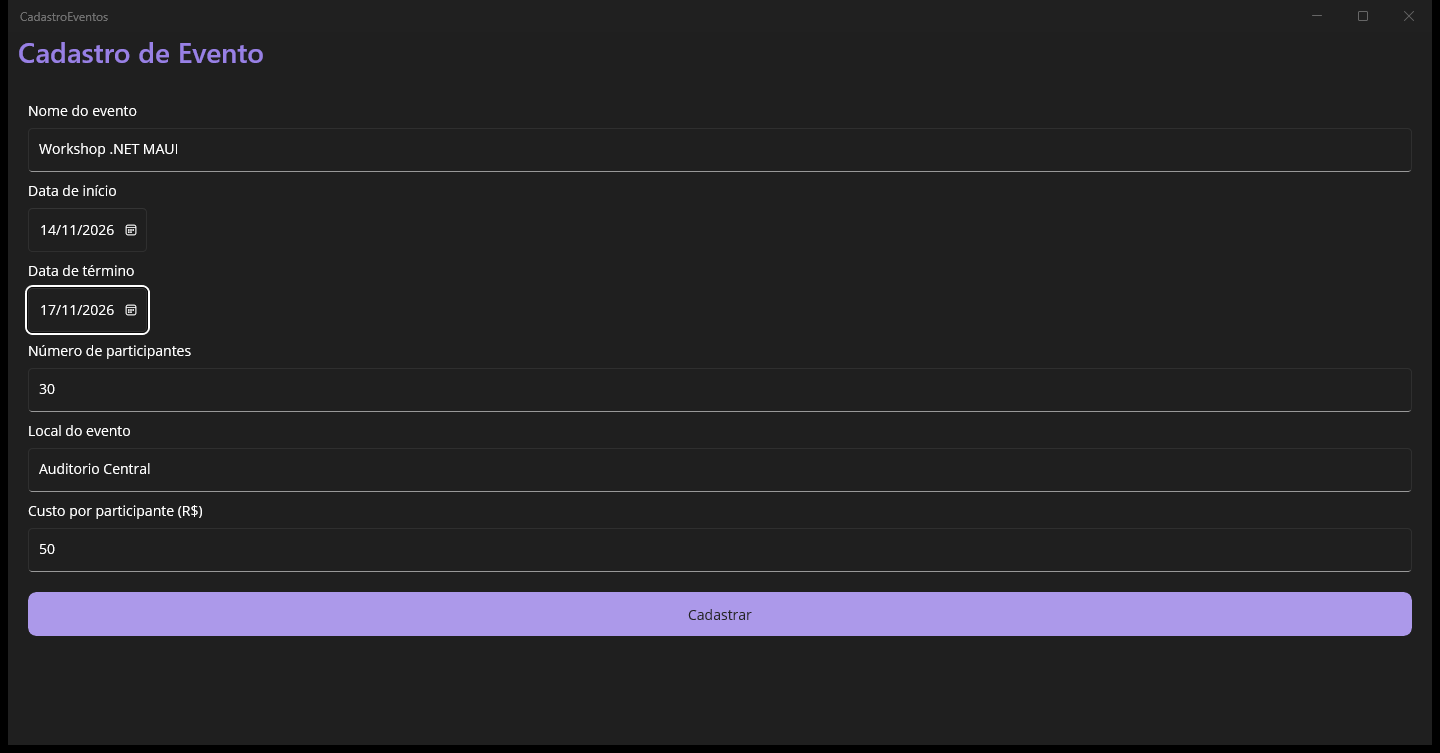 CadastroEventos
Cadastro de Evento
Nome do evento
Workshop .NET MAUI
Data de início
14/11/2026
Data de término
17/11/2026
Número de participantes
30
Local do evento
Auditorio Central
Custo por participante (R$)
50
Cadastrar